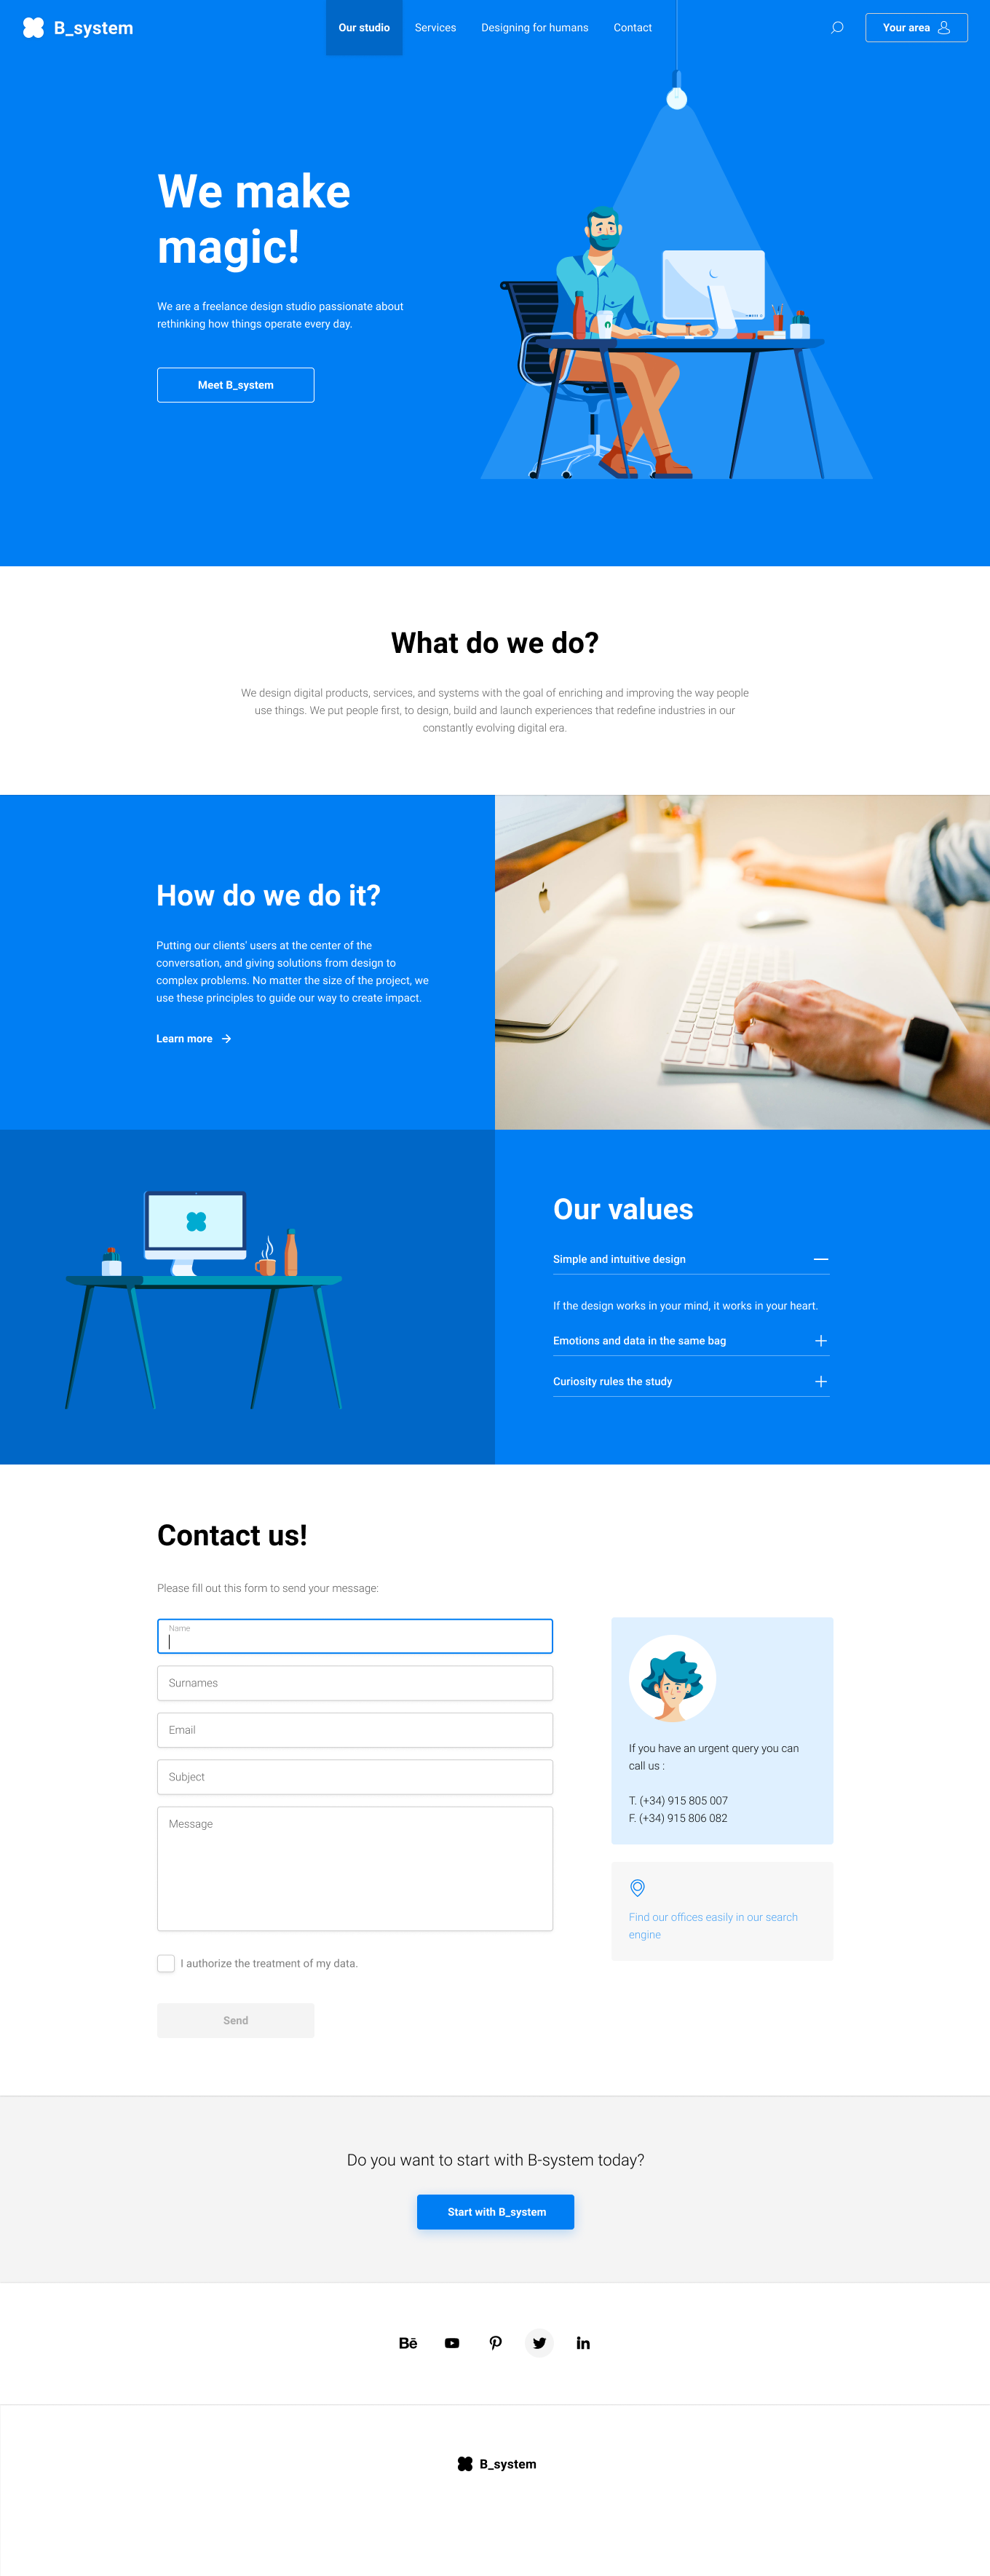 B_system
Our studio
Services
Designing for humans
Contact
Your area
We make
magic!
We are a freelance design studio passionate about
rethinking how things operate every day.
Meet B_system
What do we do?
We design digital products, services, and systems with the goal of enriching and improving the way people
use things. We put people first, to design, build and launch experiences that redefine industries in our
constantly evolving digital era.
How do we do it?
Putting our clients' users at the center of the
conversation, and giving solutions from design to
complex problems. No matter the size of the project, we
use these principles to guide our way to create impact.
Learn more
Our values
Simple and intuitive design
If the design works in your mind, it works in your heart.
Emotions and data in the same bag
Curiosity rules the study
Contact us!
Please fill out this form to send your message:
Name
Surnames
Email
Subject
Message
I authorize the treatment of my data.
Send
If you have an urgent query you can
call us :
T. (+34) 915 805 007
F. (+34) 915 806 082
Find our offices easily in our search
engine
Do you want to start with B-system today?
Start with B_system
Bē
in
B_system